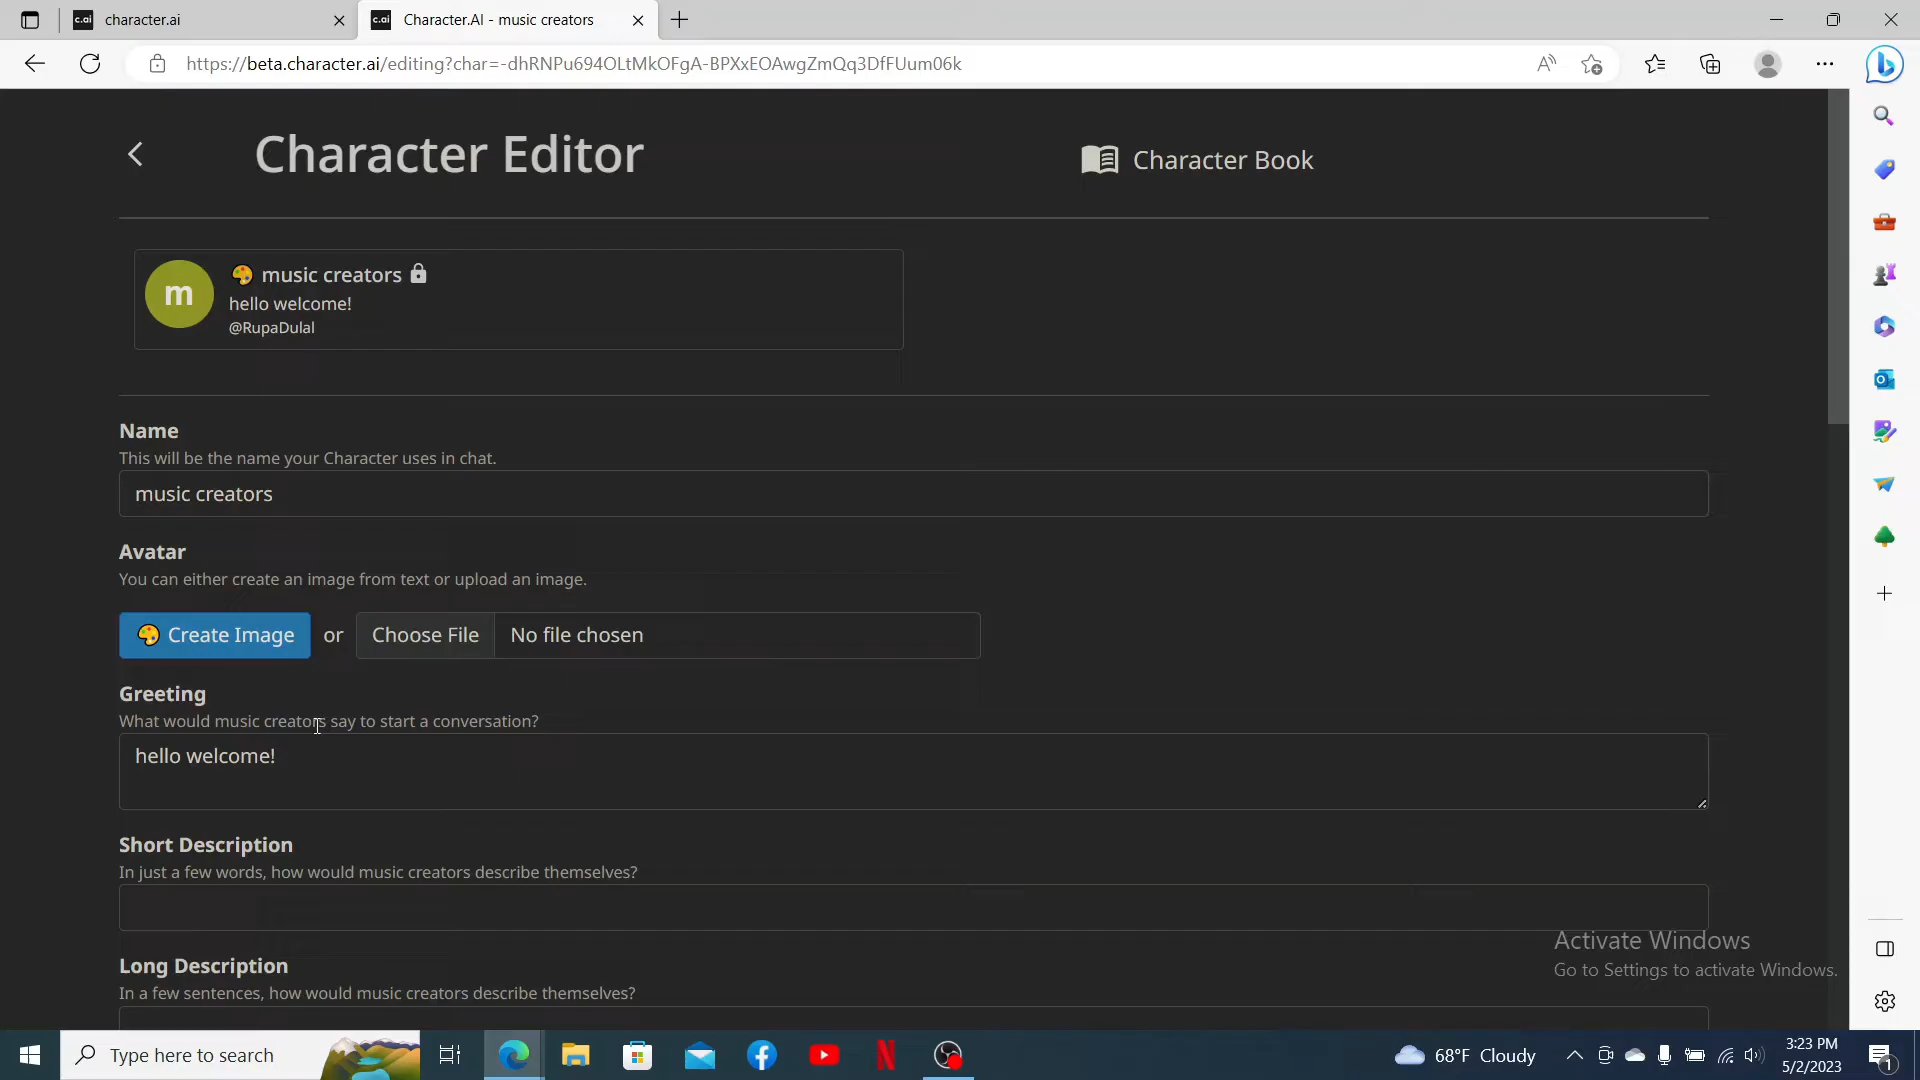 c.ai character.ai
c.ai Character.AI - music creators
https://beta.character.ai/editing?char=-dhRNPu694OLtMkOFgA-BPXxEOAwgZmQq3DfFUum06k
Character Editor
Character Book
m
music creators
hello welcome!
@RupaDulal
Name
This will be the name your Character uses in chat.
music creators
Avatar
You can either create an image from text or upload an image.
Create Image or Choose File No file chosen
Greeting
What would music creators say to start a conversation?
hello welcome!
Short Description
In just a few words, how would music creators describe themselves?
Activate Windows
Go to Settings to activate Windows.
Long Description
In a few sentences, how would music creators describe themselves?
Type here to search
68°F Cloudy
3:23 PM
5/2/2023
1